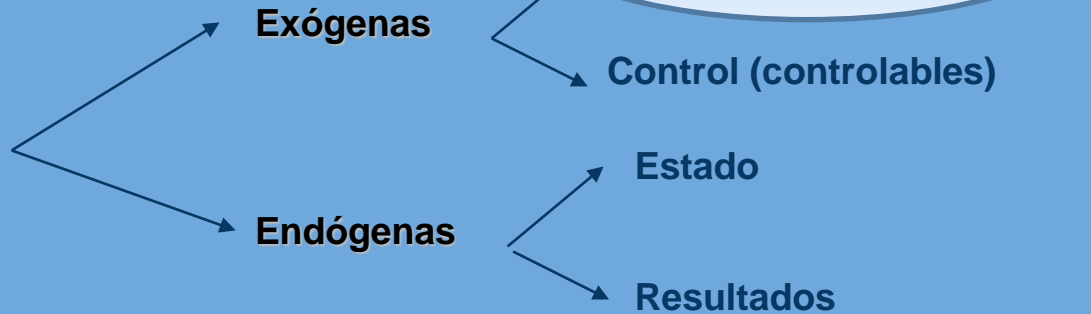 Exógenas
Control (controlables)
Estado
Endógenas
Resultados